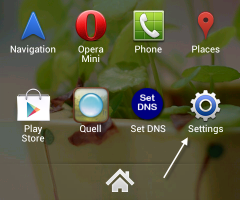 Navigation
Opera
Mini
Phone
Places
Set
DNS
Play
Store
Quell
Set DNS
Settings